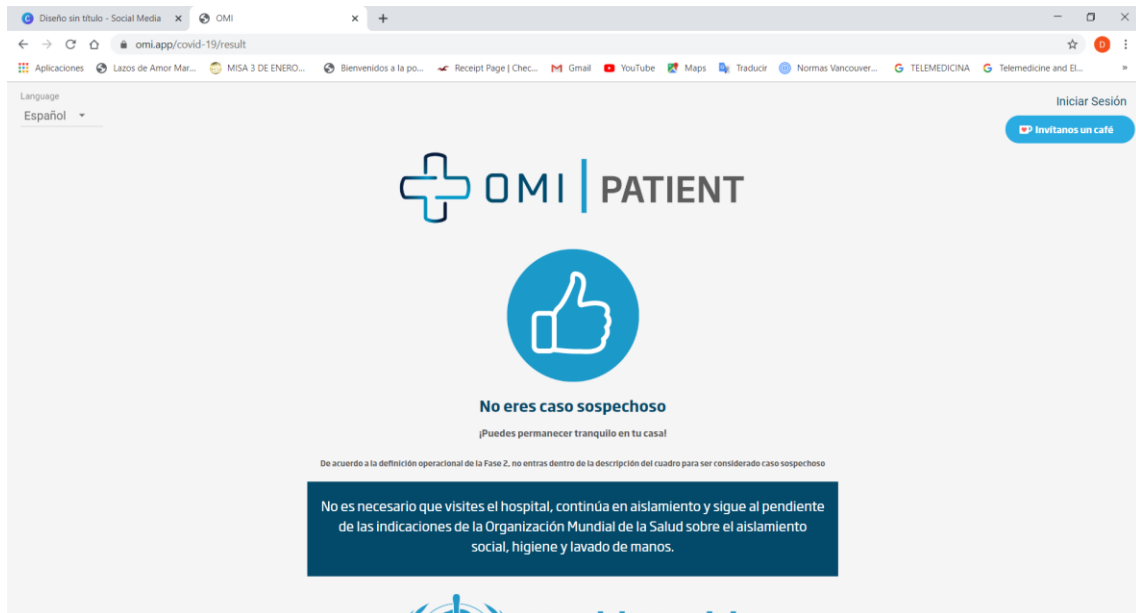 Diseño sin título - Social Media
OMI
omi.app/covid-19/result
D
Aplicaciones
Lazos de Amor Mar...
MISA 3 DE ENERO...
Bienvenidos a la po...
Receipt Page | Chec...
Gmail
YouTube
Maps
Traducir
Normas Vancouver...
TELEMEDICINA
Telemedicine and El...
Language
Español
Iniciar Sesión
Invítanos un café
OMI | PATIENT
No eres caso sospechoso
¡Puedes permanecer tranquilo en tu casa!
De acuerdo a la definición operacional de la Fase 2, no entras dentro de la descripción del cuadro para ser considerado caso sospechoso
No es necesario que visites el hospital, continúa en aislamiento y sigue al pendiente
de las indicaciones de la Organización Mundial de la Salud sobre el aislamiento
social, higiene y lavado de manos.